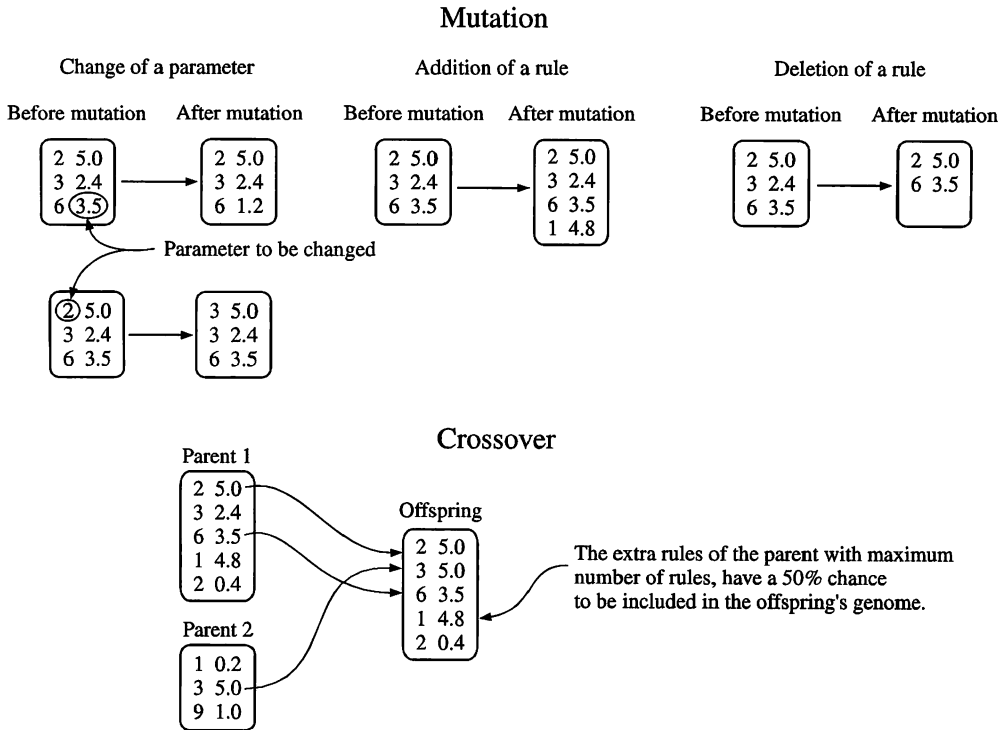 Mutation
Change of a parameter
Before mutation After mutation
2 5.0
3 2.4
6 3.5
2 5.0
3 2.4
6 1.2
Parameter to be changed
2 5.0
3 2.4
6 3.5
3 5.0
3 2.4
6 3.5
Addition of a rule
Before mutation After mutation
2 5.0
3 2.4
6 3.5
2 5.0
3 2.4
6 3.5
1 4.8
Deletion of a rule
Before mutation After mutation
2 5.0
3 2.4
6 3.5
2 5.0
6 3.5
Crossover
Parent 1
2 5.0
3 2.4
6 3.5
1 4.8
2 0.4
Parent 2
1 0.2
3 5.0
9 1.0
Offspring
2 5.0
3 5.0
6 3.5
1 4.8
2 0.4
The extra rules of the parent with maximum
number of rules, have a 50% chance
to be included in the offspring's genome.